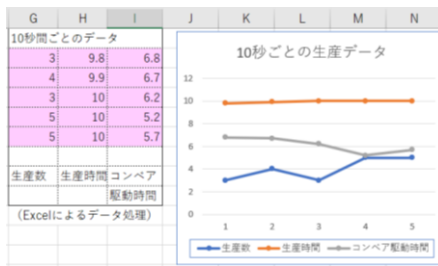 G H I J K L M N
10秒間ごとのデータ
3 9.8 6.8
4 9.9 6.7
3 10 6.2
5 10 5.2
5 10 5.7
生産数 生産時間 コンベア
駆動時間
(Excelによるデータ処理)
10秒ごとの生産データ
12
10
8
6
4
2
0
1 2 3 4 5
生産数 生産時間 コンベア駆動時間